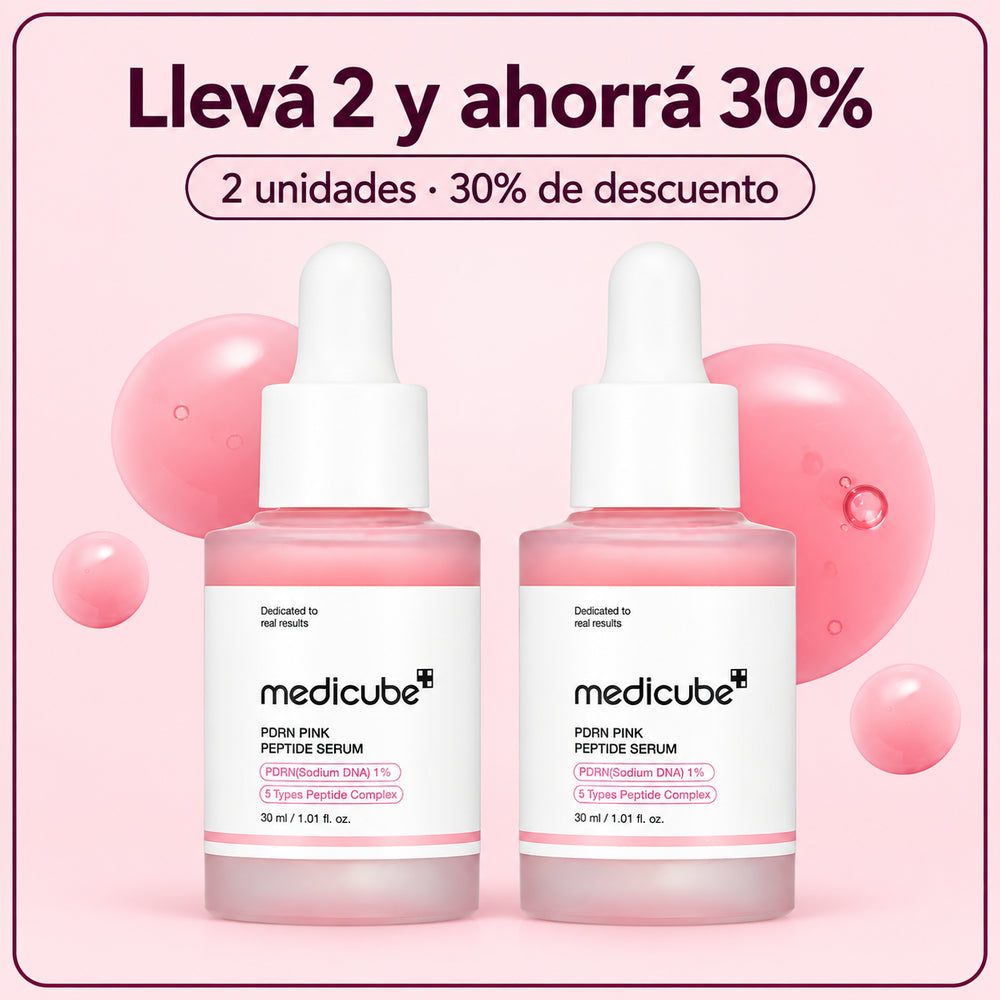 Llevá 2 y ahorrá 30%
2 unidades · 30% de descuento
Dedicated to
real results
medicube
PDRN PINK
PEPTIDE SERUM
PDRN(Sodium DNA) 1%
5 Types Peptide Complex
30 ml / 1.01 fl. oz.
Dedicated to
real results
medicube
PDRN PINK
PEPTIDE SERUM
PDRN(Sodium DNA) 1%
5 Types Peptide Complex
30 ml / 1.01 fl. oz.